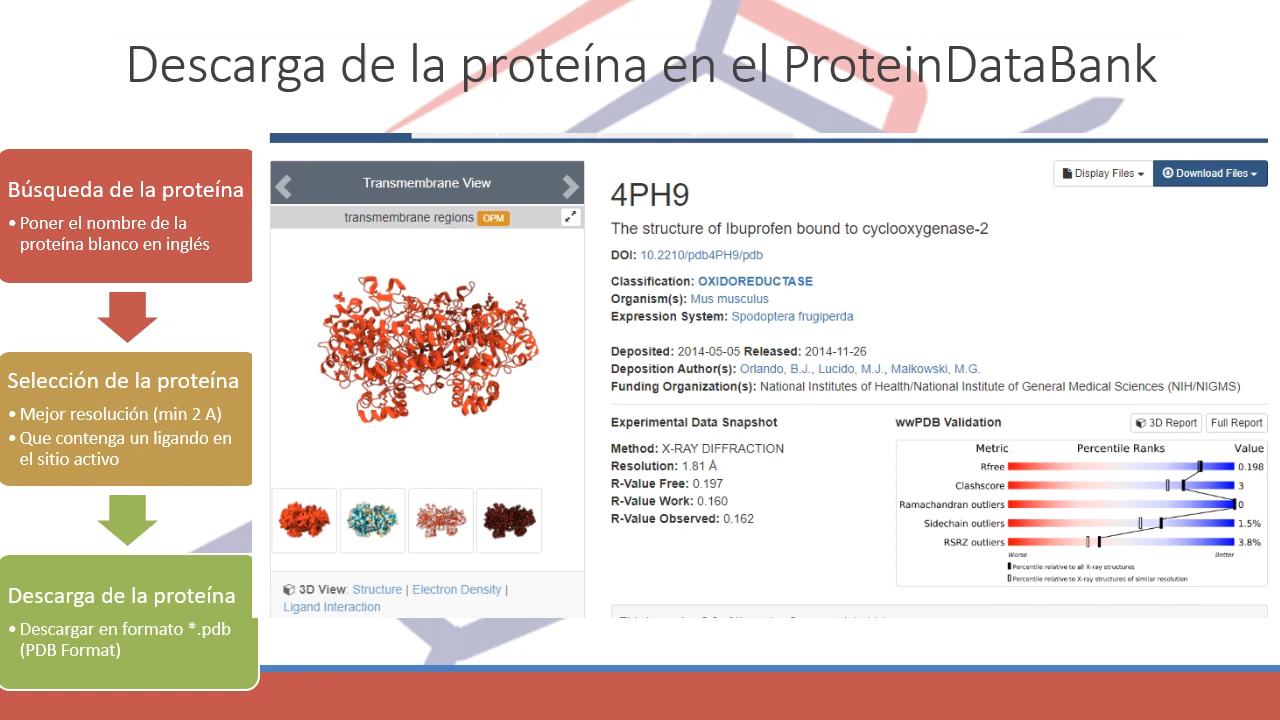 Descarga de la proteína en el ProteinDataBank
Búsqueda de la proteína
• Poner el nombre de la
proteína blanco en inglés
Selección de la proteína
• Mejor resolución (min 2 A)
• Que contenga un ligando en
el sitio activo
Descarga de la proteína
• Descargar en formato *.pdb
(PDB Format)
Transmembrane View
transmembrane regions OPM
3D View: Structure | Electron Density |
Ligand Interaction
Display Files
Download Files
4PH9
The structure of Ibuprofen bound to cyclooxygenase-2
DOI: 10.2210/pdb4PH9/pdb
Classification: OXIDOREDUCTASE
Organism(s): Mus musculus
Expression System: Spodoptera frugiperda
Deposited: 2014-05-05 Released: 2014-11-26
Deposition Author(s): Orlando, B.J., Lucido, M.J., Malkowski, M.G.
Funding Organization(s): National Institutes of Health/National Institute of General Medical Sciences (NIH/NIGMS)
Experimental Data Snapshot
Method: X-RAY DIFFRACTION
Resolution: 1.81 Å
R-Value Free: 0.197
R-Value Work: 0.160
R-Value Observed: 0.162
wwPDB Validation
3D Report
Full Report
Metric Percentile Ranks Value
Rfree 0.198
Clashscore 3
Ramachandran outliers 0
Sidechain outliers 1.5%
RSRZ outliers 3.8%
Worse Better
Percentile relative to all X-ray structures
Percentile relative to X-ray structures of similar resolution